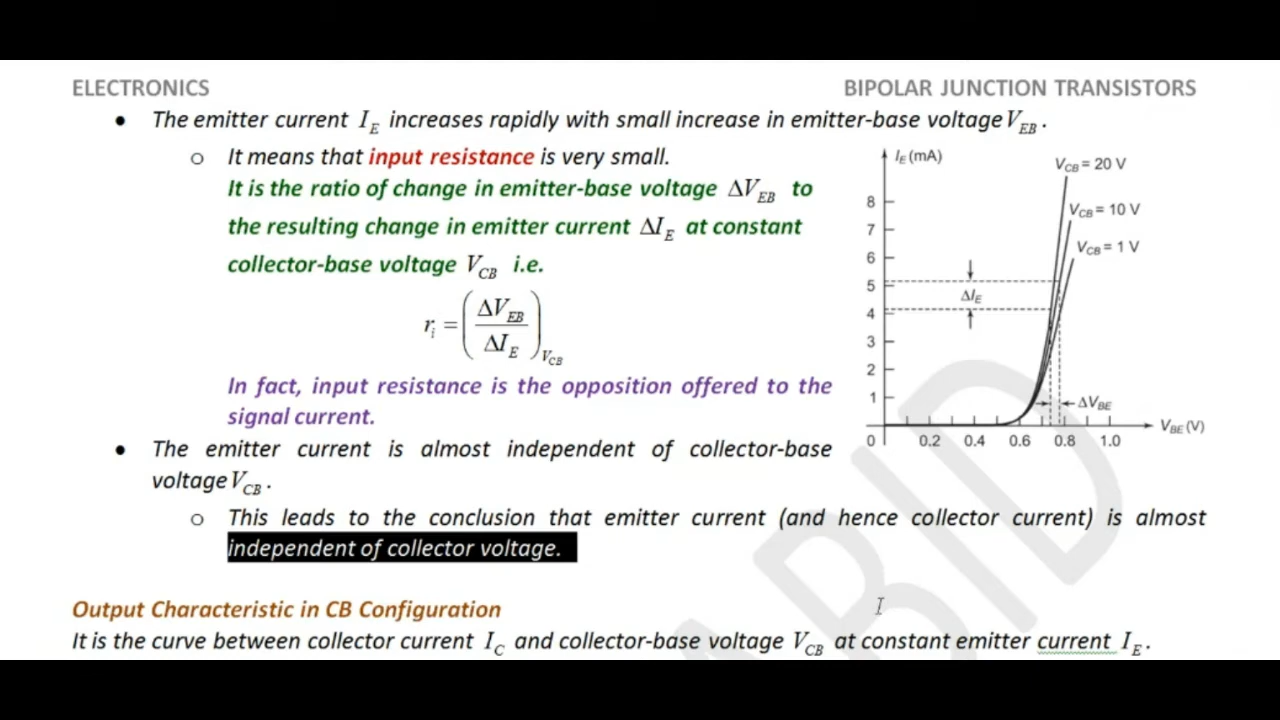 ELECTRONICS BIPOLAR JUNCTION TRANSISTORS
• The emitter current I_E increases rapidly with small increase in emitter-base voltage V_EB .
o It means that input resistance is very small.
It is the ratio of change in emitter-base voltage ΔV_EB to
the resulting change in emitter current ΔI_E at constant
collector-base voltage V_CB i.e.
r_i = (ΔV_EB / ΔI_E)_V_CB
In fact, input resistance is the opposition offered to the
signal current.
• The emitter current is almost independent of collector-base
voltage V_CB .
o This leads to the conclusion that emitter current (and hence collector current) is almost
independent of collector voltage.
I_E (mA)
V_CB = 20 V
V_CB = 10 V
V_CB = 1 V
8
7
6
5
4
3
2
1
0
ΔI_E
ΔV_BE
0.2 0.4 0.6 0.8 1.0
V_BE (V)
ABID
Output Characteristic in CB Configuration
It is the curve between collector current I_C and collector-base voltage V_CB at constant emitter current I_E .